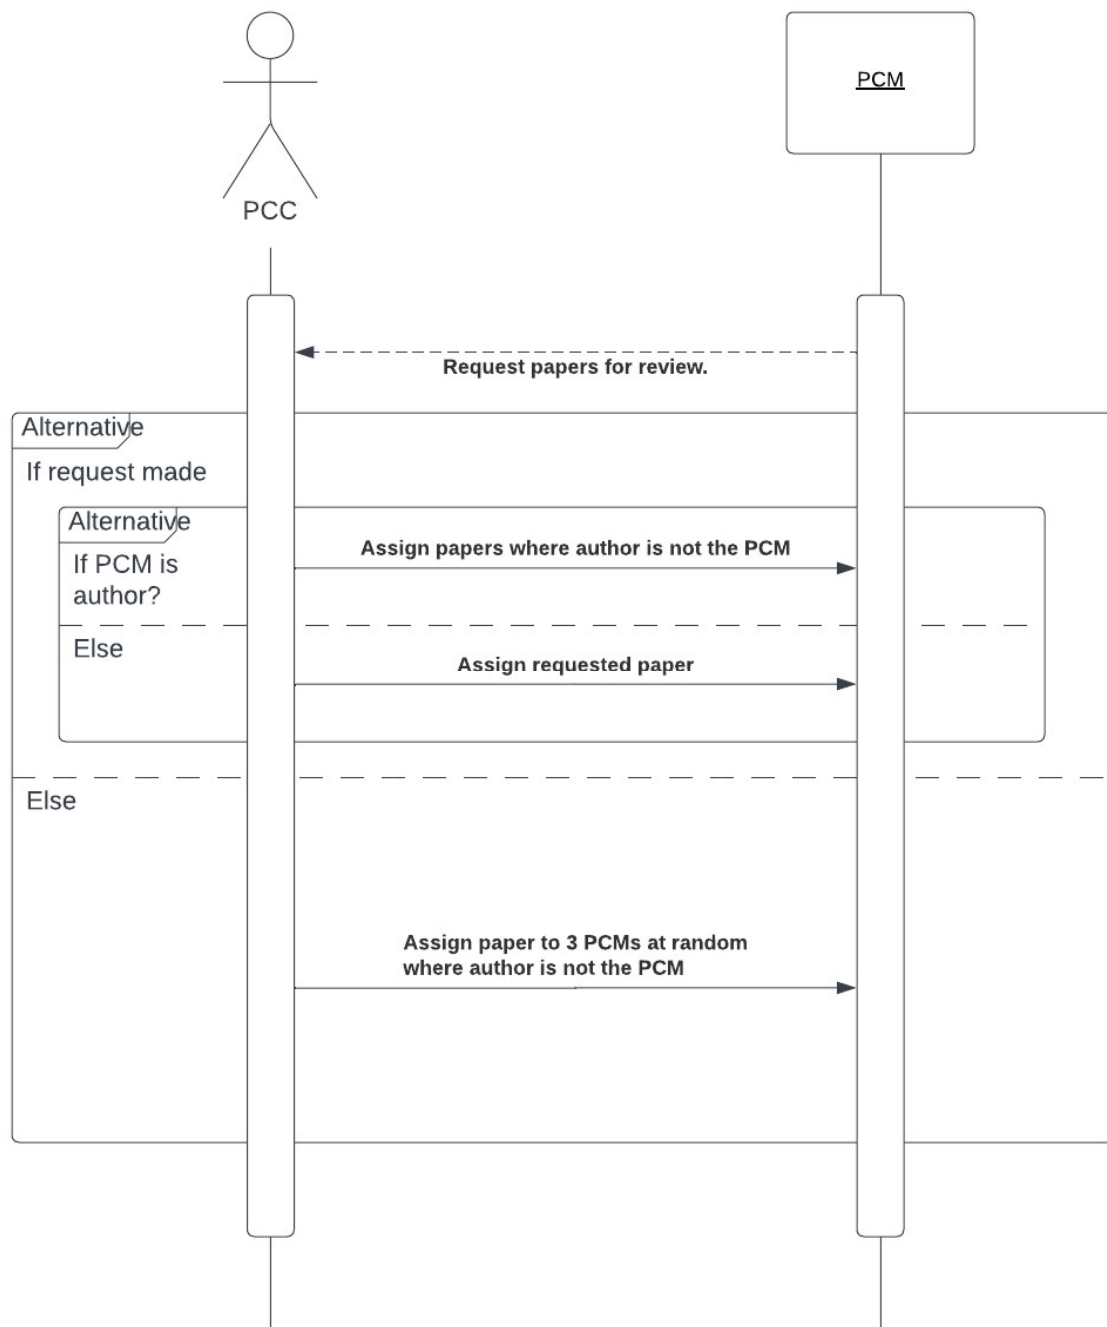 PCC
PCM
Request papers for review.
Alternative
If request made
Alternative
Assign papers where author is not the PCM
If PCM is
author?
Else
Assign requested paper
Else
Assign paper to 3 PCMs at random
where author is not the PCM